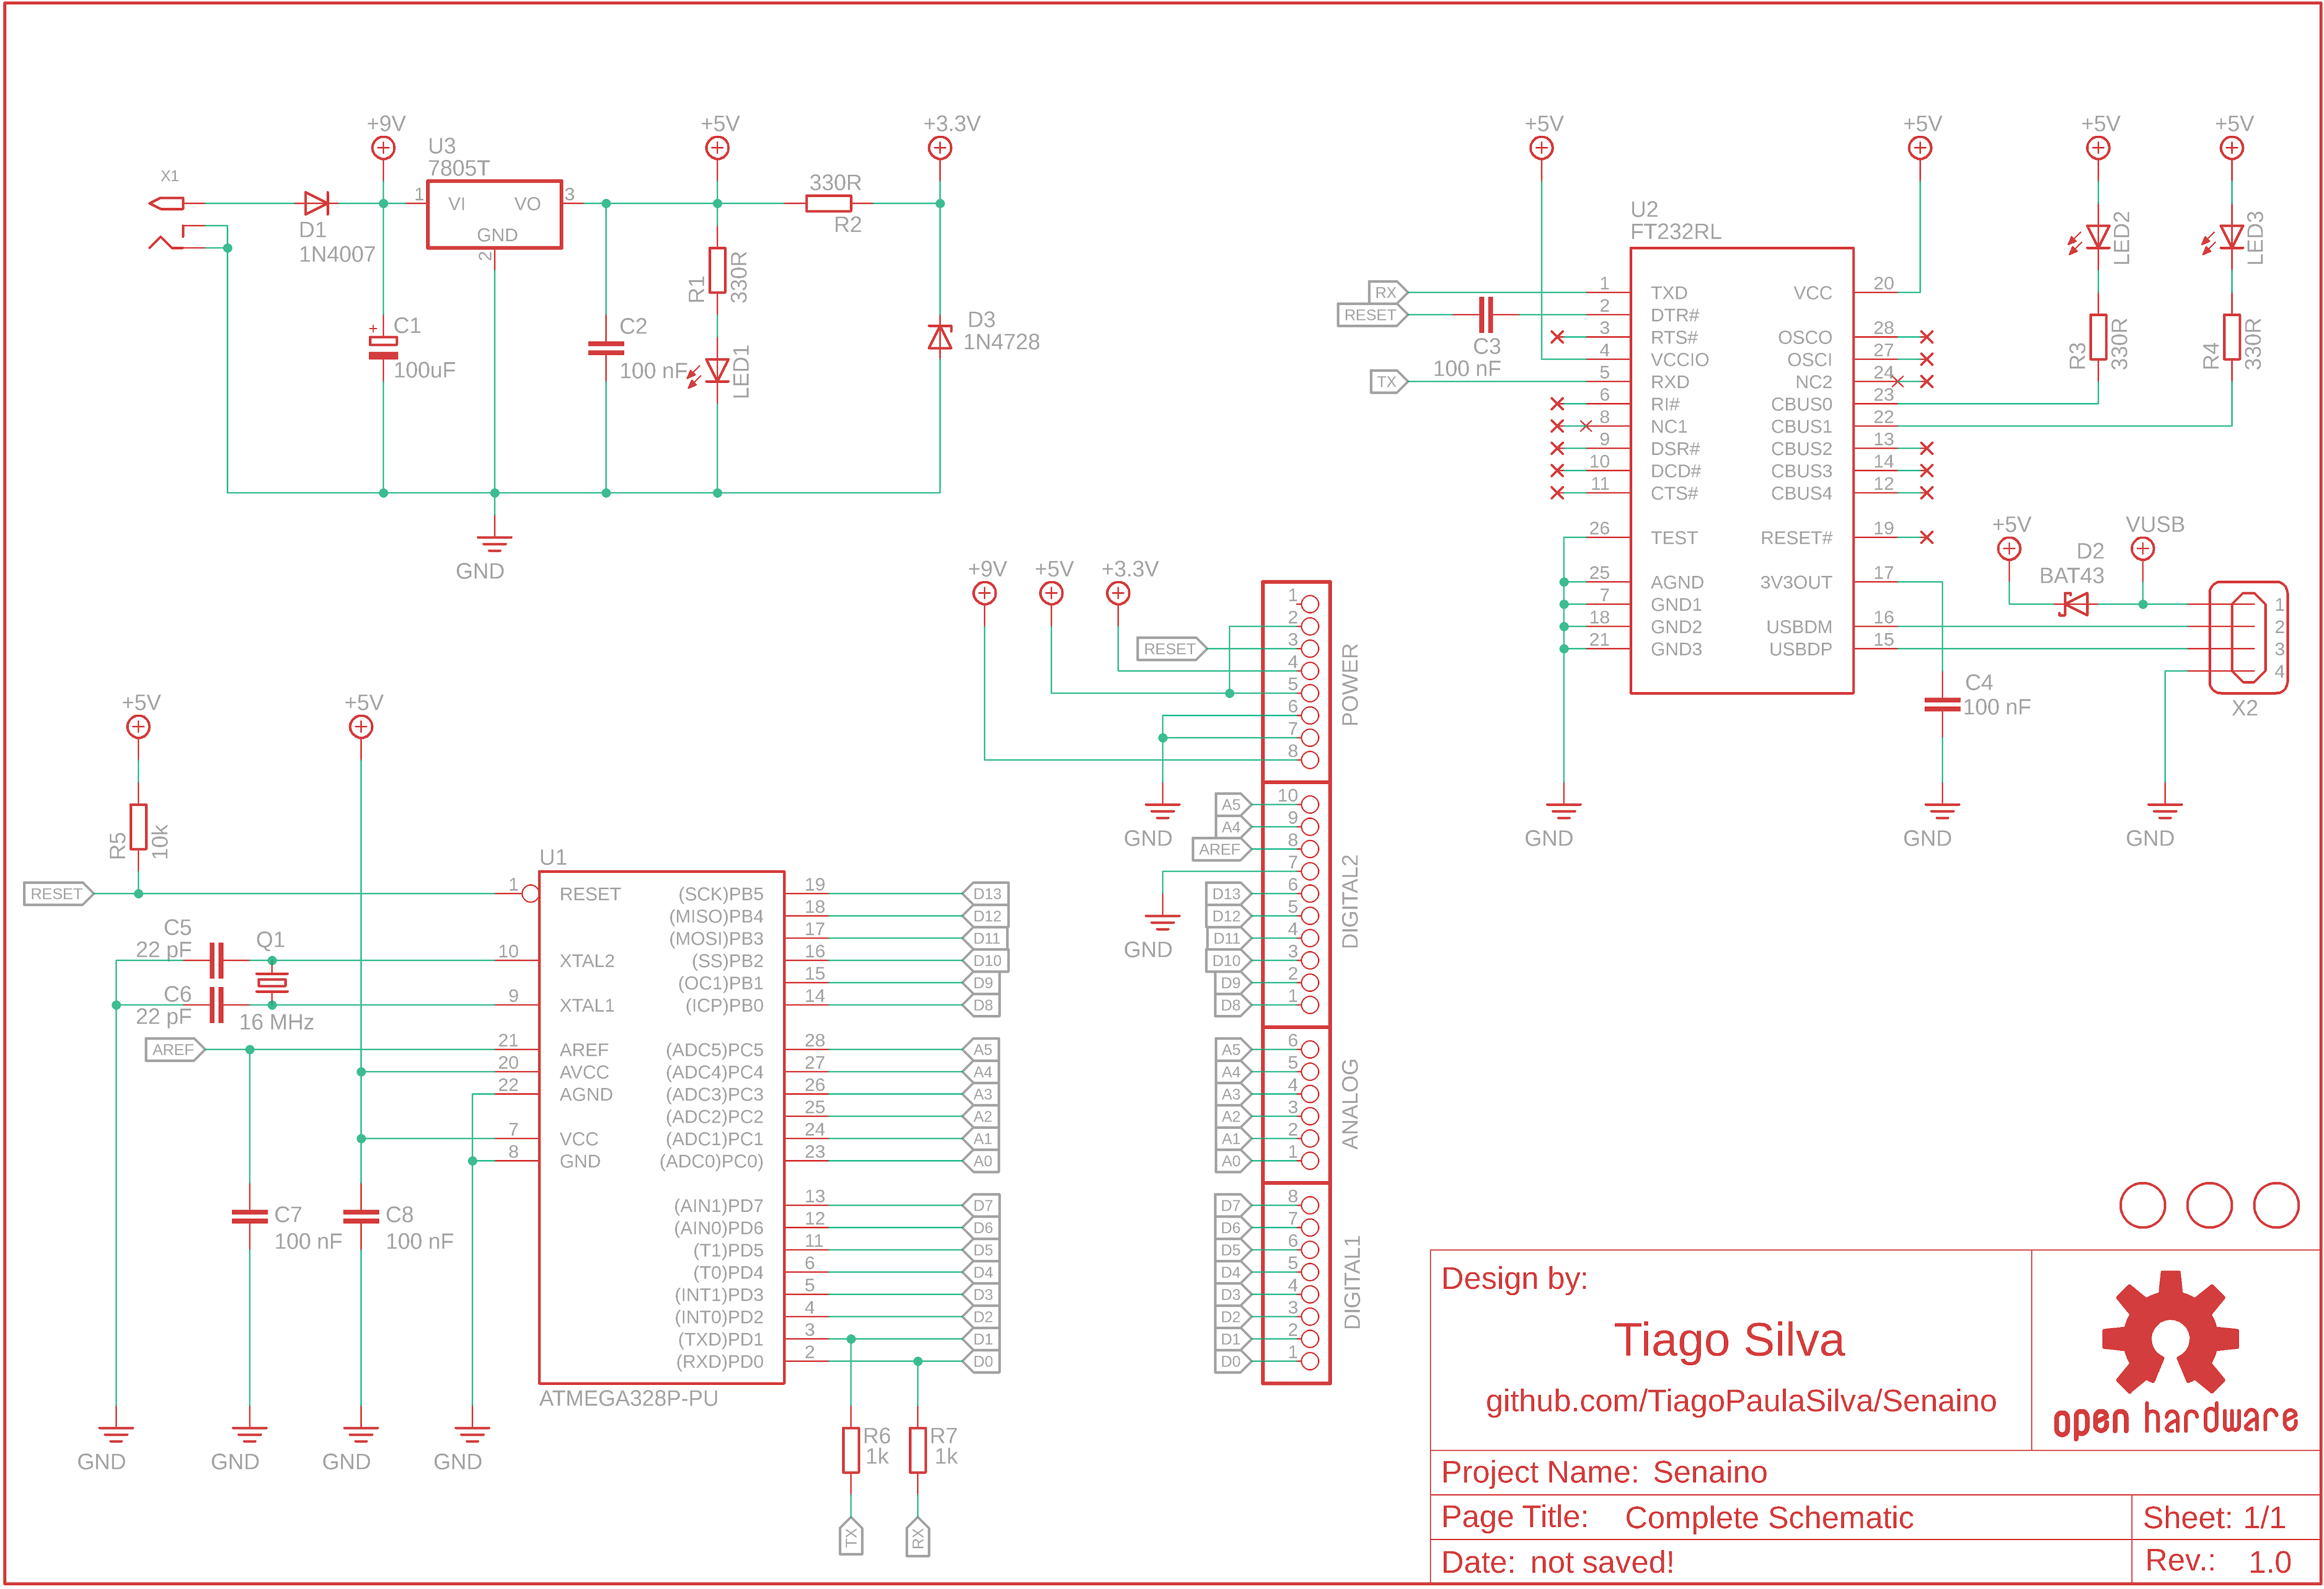 +9V
U3
7805T
+5V
+3.3V
X1
1
VI
VO
3
GND
2
D1
1N4007
330R
R2
R1
330R
+
C1
100uF
C2
100 nF
LED1
D3
1N4728
GND
+5V
+5V
+5V
+5V
U2
FT232RL
LED2
LED3
RX
1
TXD
VCC
20
RESET
2
DTR#
C3
100 nF
3
RTS#
OSCO
28
4
VCCIO
OSCI
27
TX
5
RXD
NC2
24
R3
330R
R4
330R
6
RI#
CBUS0
23
8
NC1
CBUS1
22
9
DSR#
CBUS2
13
10
DCD#
CBUS3
14
11
CTS#
CBUS4
12
26
TEST
RESET#
19
25
AGND
3V3OUT
17
7
GND1
18
GND2
USBDM
16
21
GND3
USBDP
15
+5V
VUSB
D2
BAT43
1
2
3
4
X2
C4
100 nF
GND
GND
GND
+9V
+5V
+3.3V
RESET
1
2
3
4
5
6
7
8
POWER
GND
A5
10
A4
9
AREF
8
7
D13
6
D12
5
D11
4
D10
3
D9
2
D8
1
DIGITAL2
GND
A5
6
A4
5
A3
4
A2
3
A1
2
A0
1
ANALOG
D7
8
D6
7
D5
6
D4
5
D3
4
D2
3
D1
2
D0
1
DIGITAL1
+5V
+5V
R5
10k
RESET
U1
1
RESET
(SCK)PB5
19
D13
(MISO)PB4
18
D12
(MOSI)PB3
17
D11
C5
22 pF
Q1
10
XTAL2
(SS)PB2
16
D10
(OC1)PB1
15
D9
C6
22 pF
16 MHz
9
XTAL1
(ICP)PB0
14
D8
AREF
21
AREF
(ADC5)PC5
28
A5
20
AVCC
(ADC4)PC4
27
A4
22
AGND
(ADC3)PC3
26
A3
(ADC2)PC2
25
A2
7
VCC
(ADC1)PC1
24
A1
8
GND
(ADC0)PC0)
23
A0
(AIN1)PD7
13
D7
(AIN0)PD6
12
D6
(T1)PD5
11
D5
(T0)PD4
6
D4
(INT1)PD3
5
D3
(INT0)PD2
4
D2
(TXD)PD1
3
D1
(RXD)PD0
2
D0
ATMEGA328P-PU
C7
100 nF
C8
100 nF
GND
GND
GND
GND
R6
1k
R7
1k
TX
RX
Design by:
Tiago Silva
github.com/TiagoPaulaSilva/Senaino
open hardware
Project Name: Senaino
Page Title: Complete Schematic
Sheet: 1/1
Date: not saved!
Rev.: 1.0